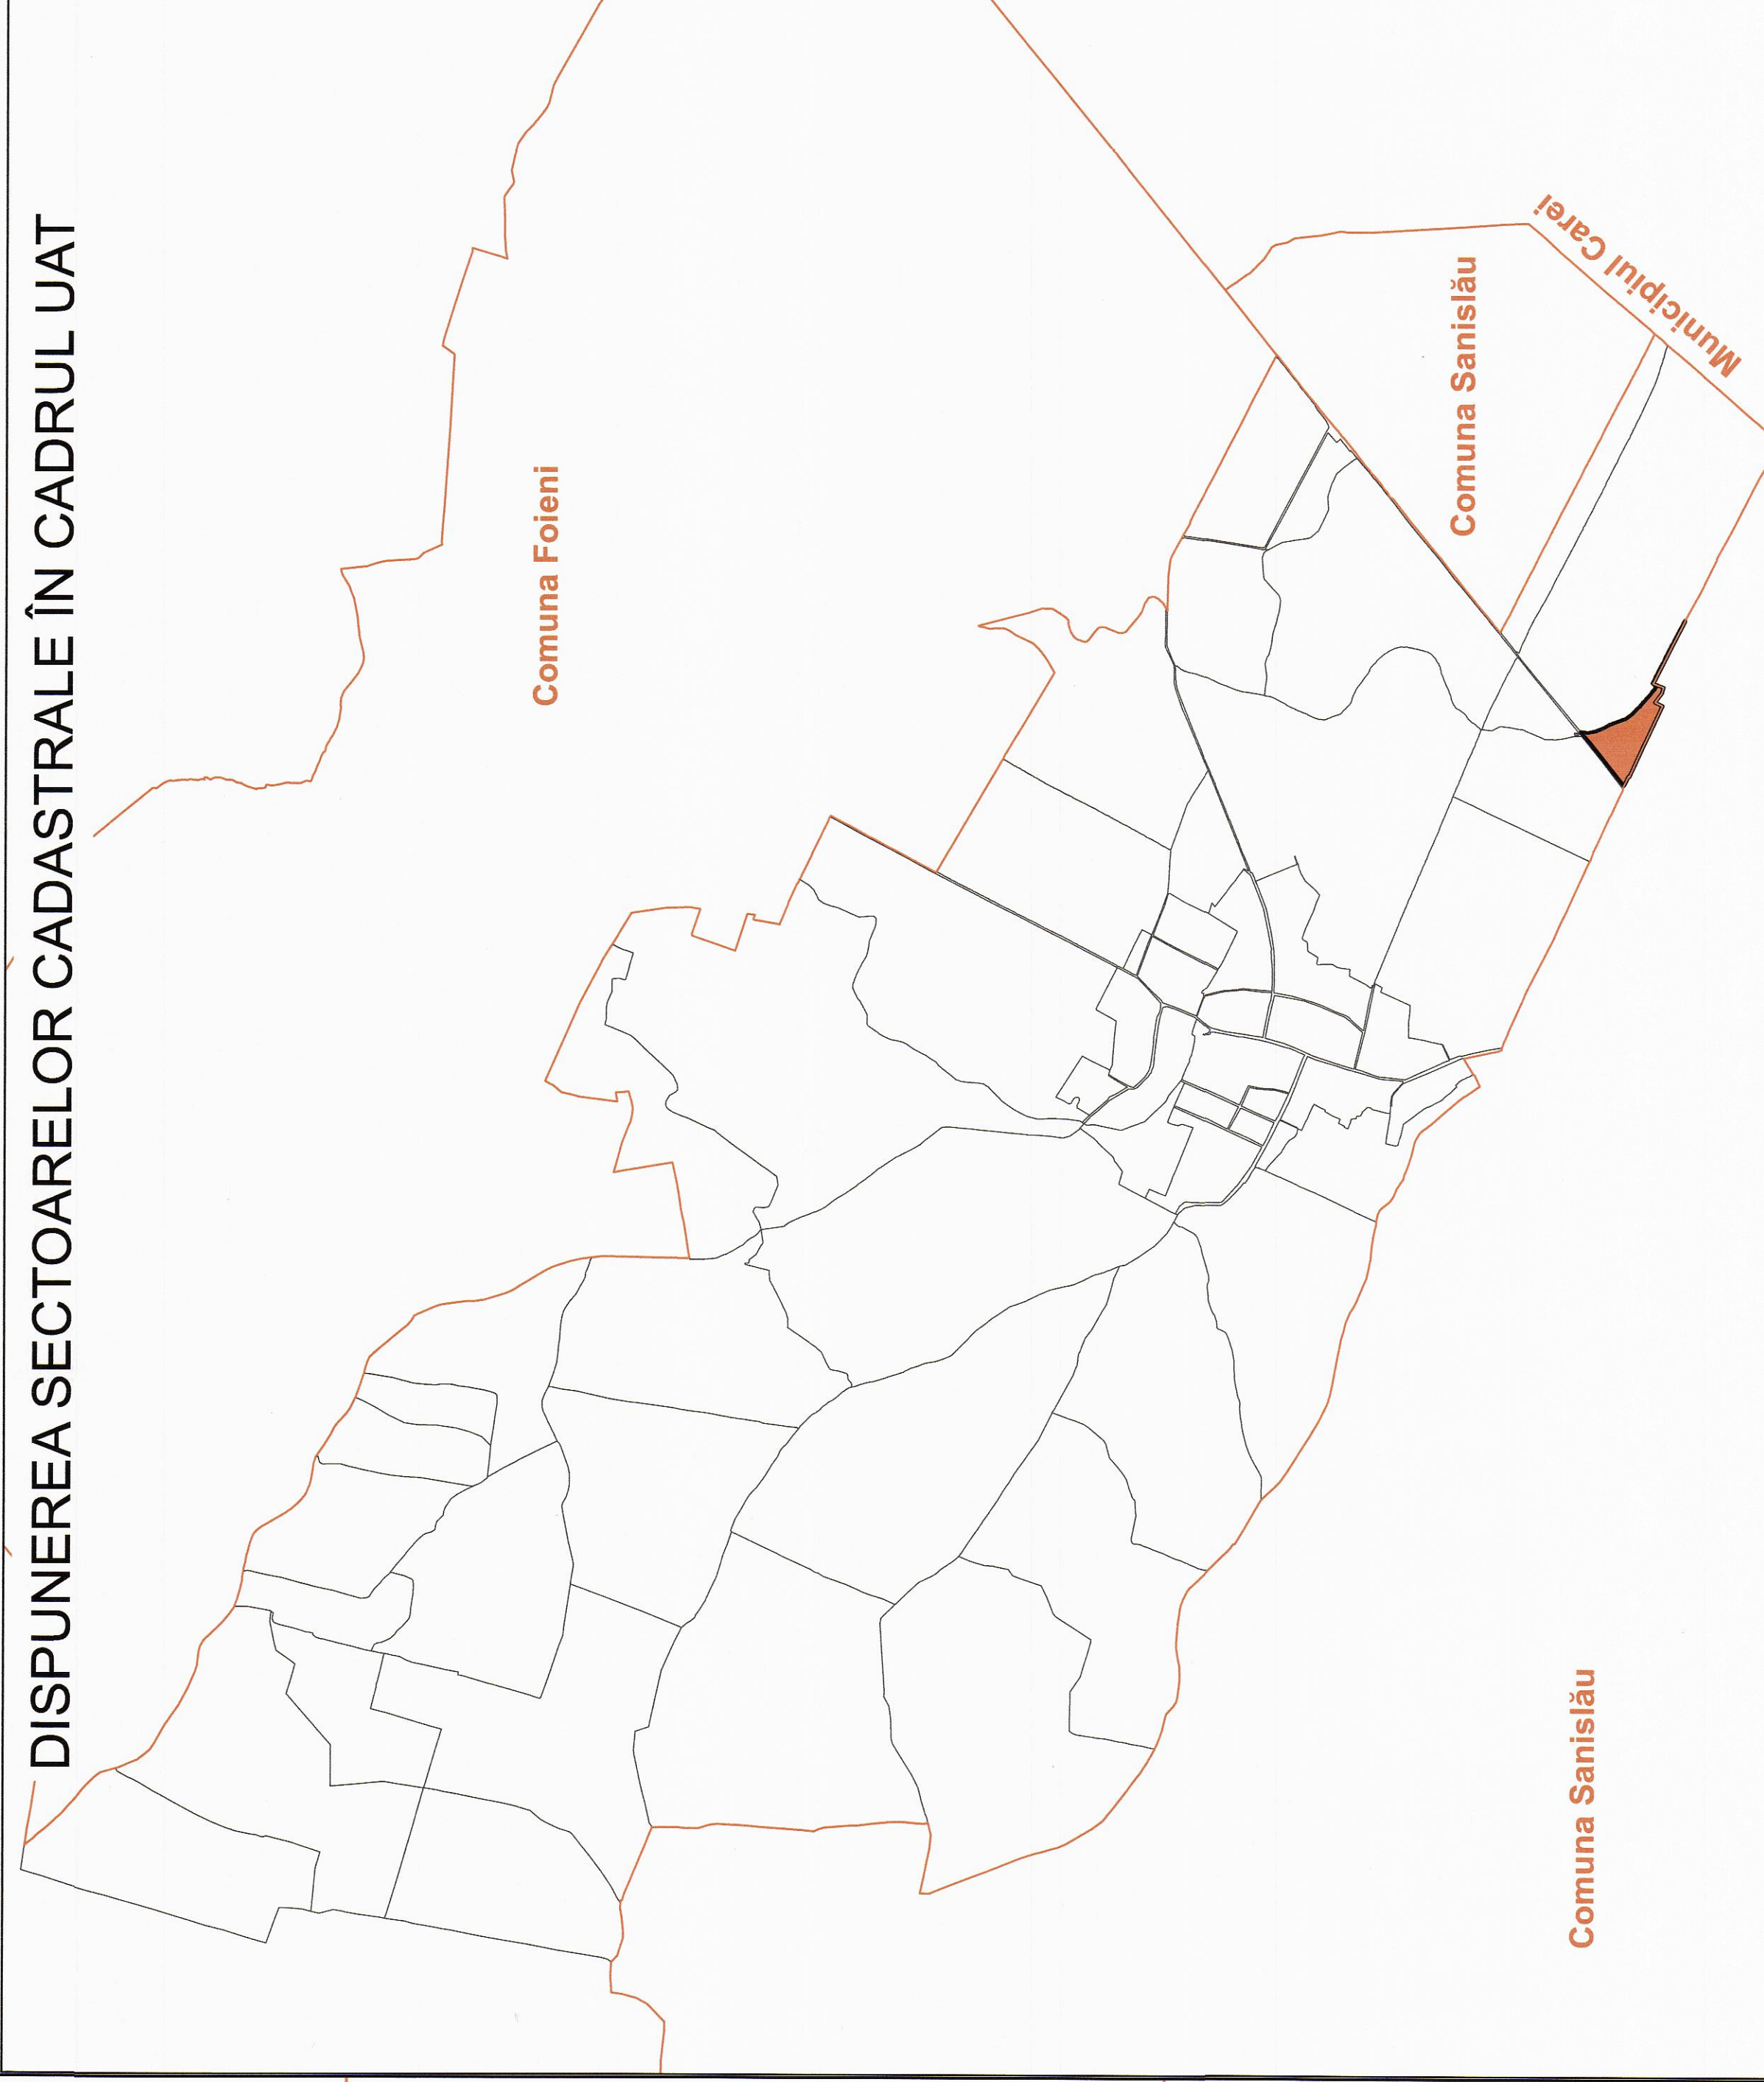 DISPUNEREA SECTOARELOR CADASTRALE ÎN CADRUL UAT
Comuna Foieni
Municipiul Carei
Comuna Sanislău
Comuna Sanislău